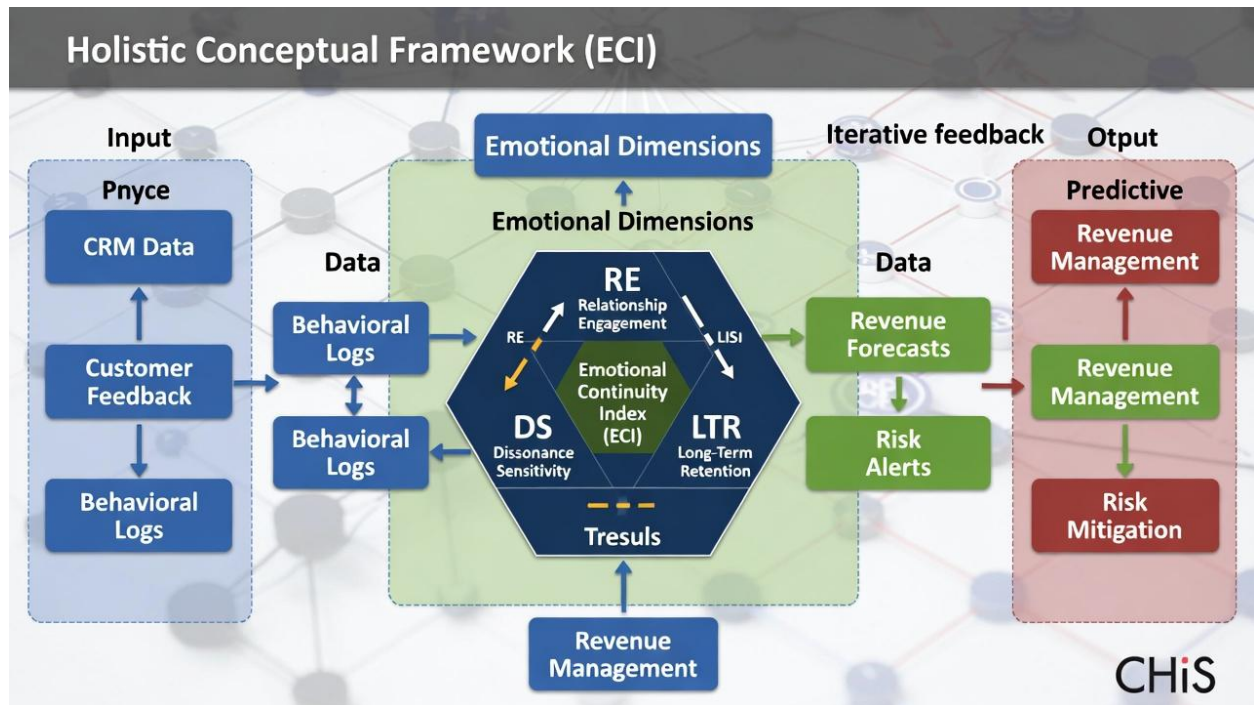 Holistic Conceptual Framework (ECI)
Input
Pnyce
CRM Data
Customer
Feedback
Behavioral
Logs
Data
Behavioral
Logs
Behavioral
Logs
Emotional Dimensions
Emotional Dimensions
RE
Relationship
Engagement
RE
LISI
Emotional
Continuity
Index
(ECI)
DS
Dissonance
Sensitivity
LTR
Long-Term
Retention
Tresuls
Revenue
Management
Iterative feedback
Data
Revenue
Forecasts
Risk
Alerts
Otput
Predictive
Revenue
Management
Revenue
Management
Risk
Mitigation
CHiS